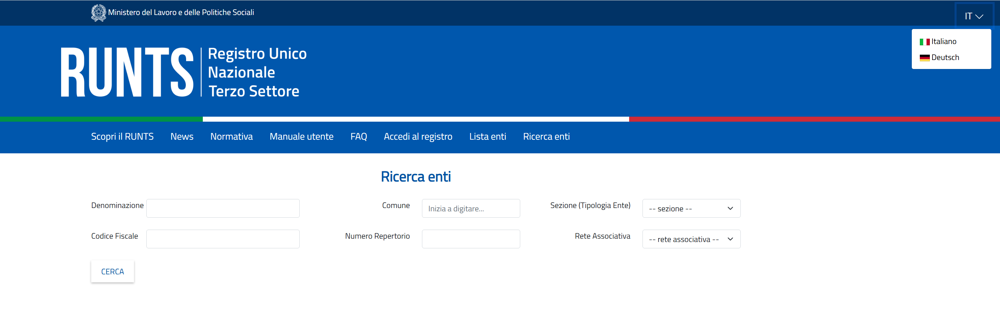 Ministero del Lavoro e delle Politiche Sociali
IT
Italiano
Deutsch
RUNTS
Registro Unico
Nazionale
Terzo Settore
Scopri il RUNTS News Normativa Manuale utente FAQ Accedi al registro Lista enti Ricerca enti
Ricerca enti
Denominazione Comune Inizia a digitare... Sezione (Tipologia Ente) -- sezione --
Codice Fiscale Numero Repertorio Rete Associativa -- rete associativa --
CERCA